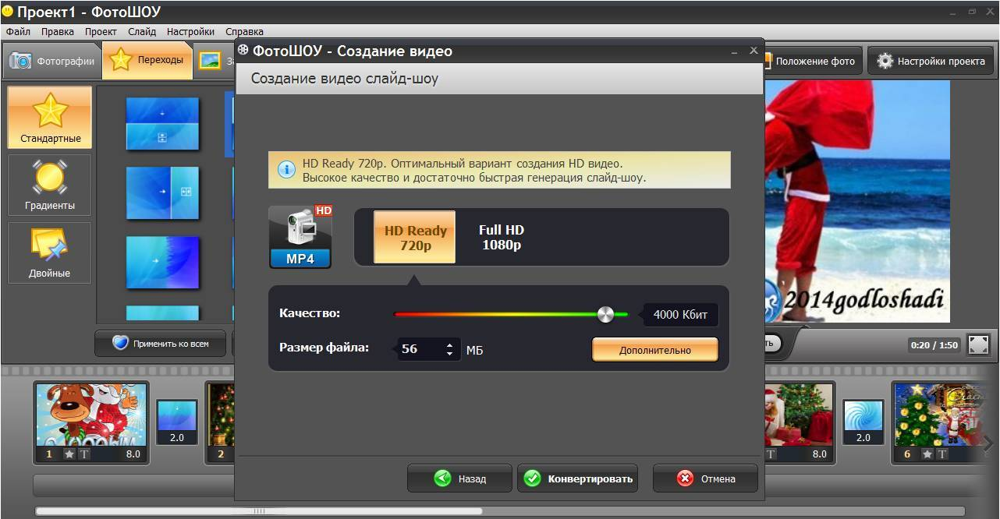 Проект1 - ФотоШОУ
Файл Правка Проект Слайд Настройки Справка
Фотографии
Переходы
Положение фото
Настройки проекта
Стандартные
Градиенты
Двойные
Применить ко всем
ФотоШОУ - Создание видео
Создание видео слайд-шоу
HD Ready 720p. Оптимальный вариант создания HD видео.
Высокое качество и достаточно быстрая генерация слайд-шоу.
HD
MP4
HD Ready
720p
Full HD
1080p
Качество:
4000 Кбит
Размер файла:
56
МБ
Дополнительно
2014godloshadi
0:20 / 1:50
1 T 8.0
2.0
2
T 8.0
2.0
6 T
Назад
Конвертировать
Отмена